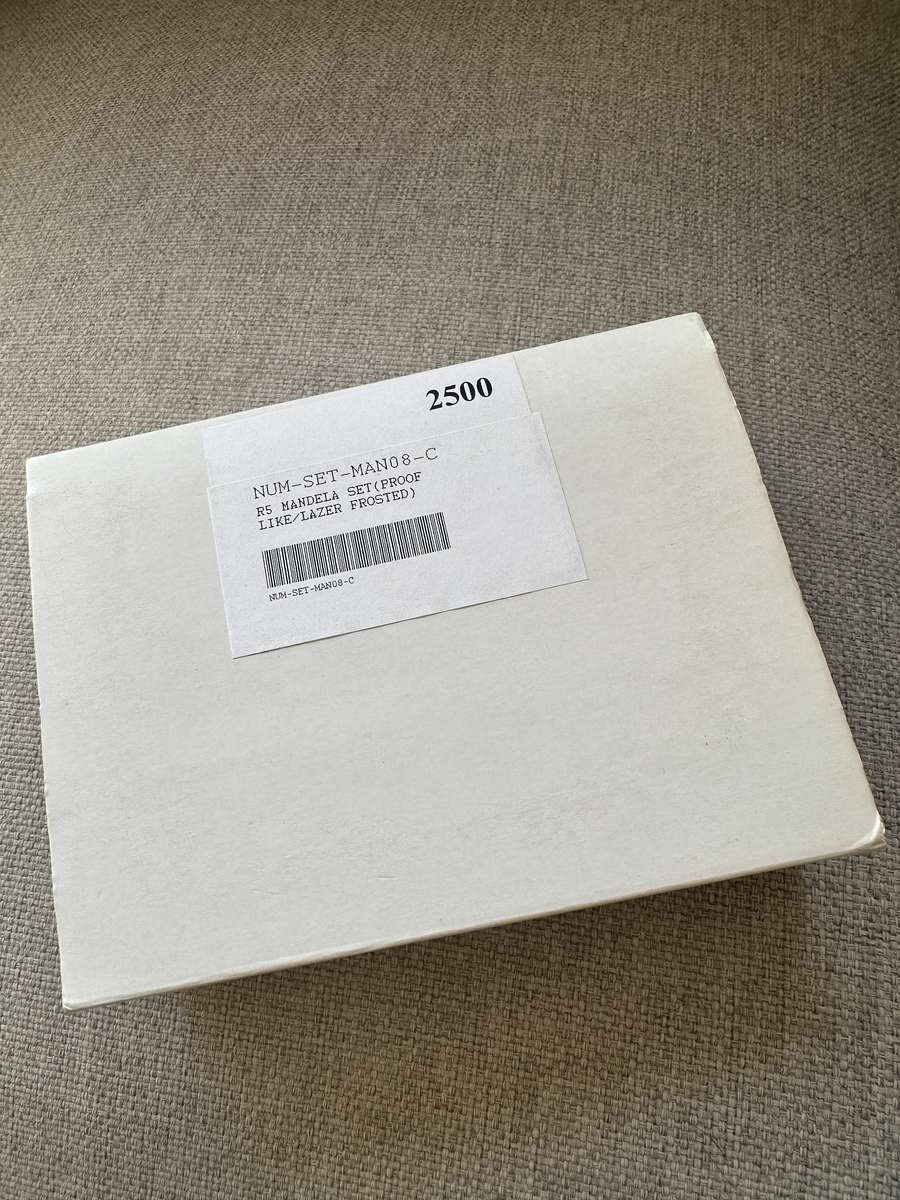 2500
NUM-SET-MAN08-C
R5 MANDELA SET(PROOF
LIKE/LAZER FROSTED)
NUM-SET-MAN08-C